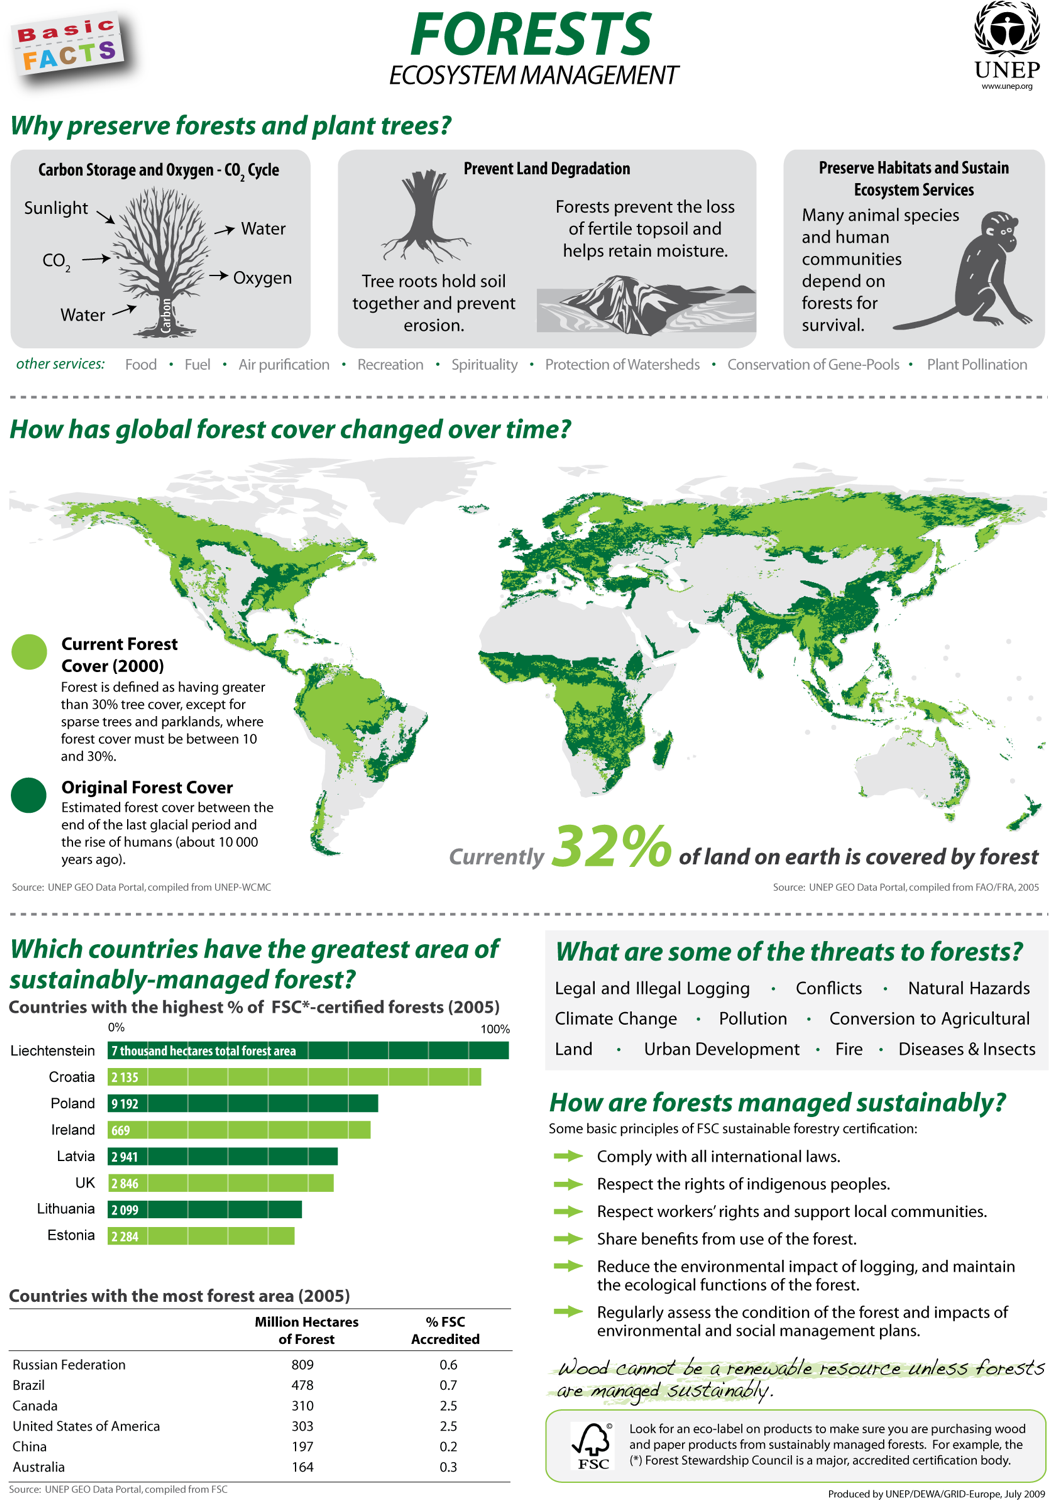 Basic
FACTS
FORESTS
ECOSYSTEM MANAGEMENT
UNEP
www.unep.org
Why preserve forests and plant trees?
Carbon Storage and Oxygen - CO2 Cycle
Sunlight
CO2
Water
Water
Oxygen
Carbon
Prevent Land Degradation
Tree roots hold soil
together and prevent
erosion.
Forests prevent the loss
of fertile topsoil and
helps retain moisture.
Preserve Habitats and Sustain
Ecosystem Services
Many animal species
and human
communities
depend on
forests for
survival.
other services: Food • Fuel • Air purification • Recreation • Spirituality • Protection of Watersheds • Conservation of Gene-Pools • Plant Pollination
How has global forest cover changed over time?
Current Forest
Cover (2000)
Forest is defined as having greater
than 30% tree cover, except for
sparse trees and parklands, where
forest cover must be between 10
and 30%.
Original Forest Cover
Estimated forest cover between the
end of the last glacial period and
the rise of humans (about 10 000
years ago).
Currently 32% of land on earth is covered by forest
Source: UNEP GEO Data Portal, compiled from UNEP-WCMC
Source: UNEP GEO Data Portal, compiled from FAO/FRA, 2005
Which countries have the greatest area of
sustainably-managed forest?
Countries with the highest % of FSC*-certified forests (2005)
0% 100%
Liechtenstein 7 thousand hectares total forest area
Croatia 2 135
Poland 9 192
Ireland 669
Latvia 2 941
UK 2 846
Lithuania 2 099
Estonia 2 284
Countries with the most forest area (2005)
Million Hectares % FSC
of Forest Accredited
Russian Federation 809 0.6
Brazil 478 0.7
Canada 310 2.5
United States of America 303 2.5
China 197 0.2
Australia 164 0.3
Source: UNEP GEO Data Portal, compiled from FSC
What are some of the threats to forests?
Legal and Illegal Logging • Conflicts • Natural Hazards
Climate Change • Pollution • Conversion to Agricultural
Land • Urban Development • Fire • Diseases & Insects
How are forests managed sustainably?
Some basic principles of FSC sustainable forestry certification:
Comply with all international laws.
Respect the rights of indigenous peoples.
Respect workers' rights and support local communities.
Share benefits from use of the forest.
Reduce the environmental impact of logging, and maintain
the ecological functions of the forest.
Regularly assess the condition of the forest and impacts of
environmental and social management plans.
Wood cannot be a renewable resource unless forests
are managed sustainably.
©
FSC
Look for an eco-label on products to make sure you are purchasing wood
and paper products from sustainably managed forests. For example, the
(*) Forest Stewardship Council is a major, accredited certification body.
Produced by UNEP/DEWA/GRID-Europe, July 2009